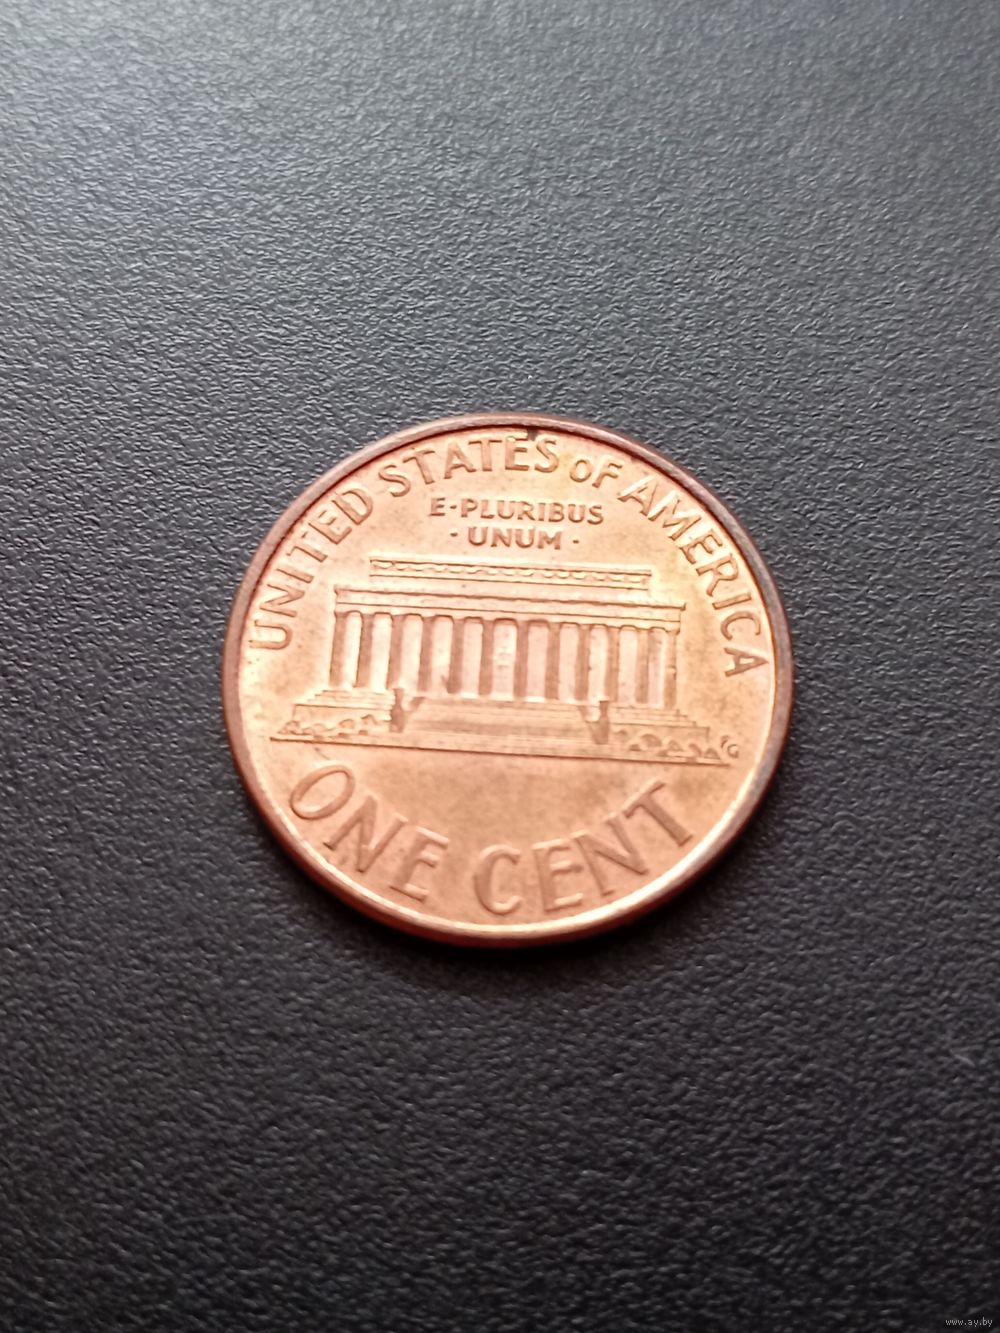 UNITED STATES OF AMERICA
E·PLURIBUS
·UNUM·
ONE CENT
www.ay.by